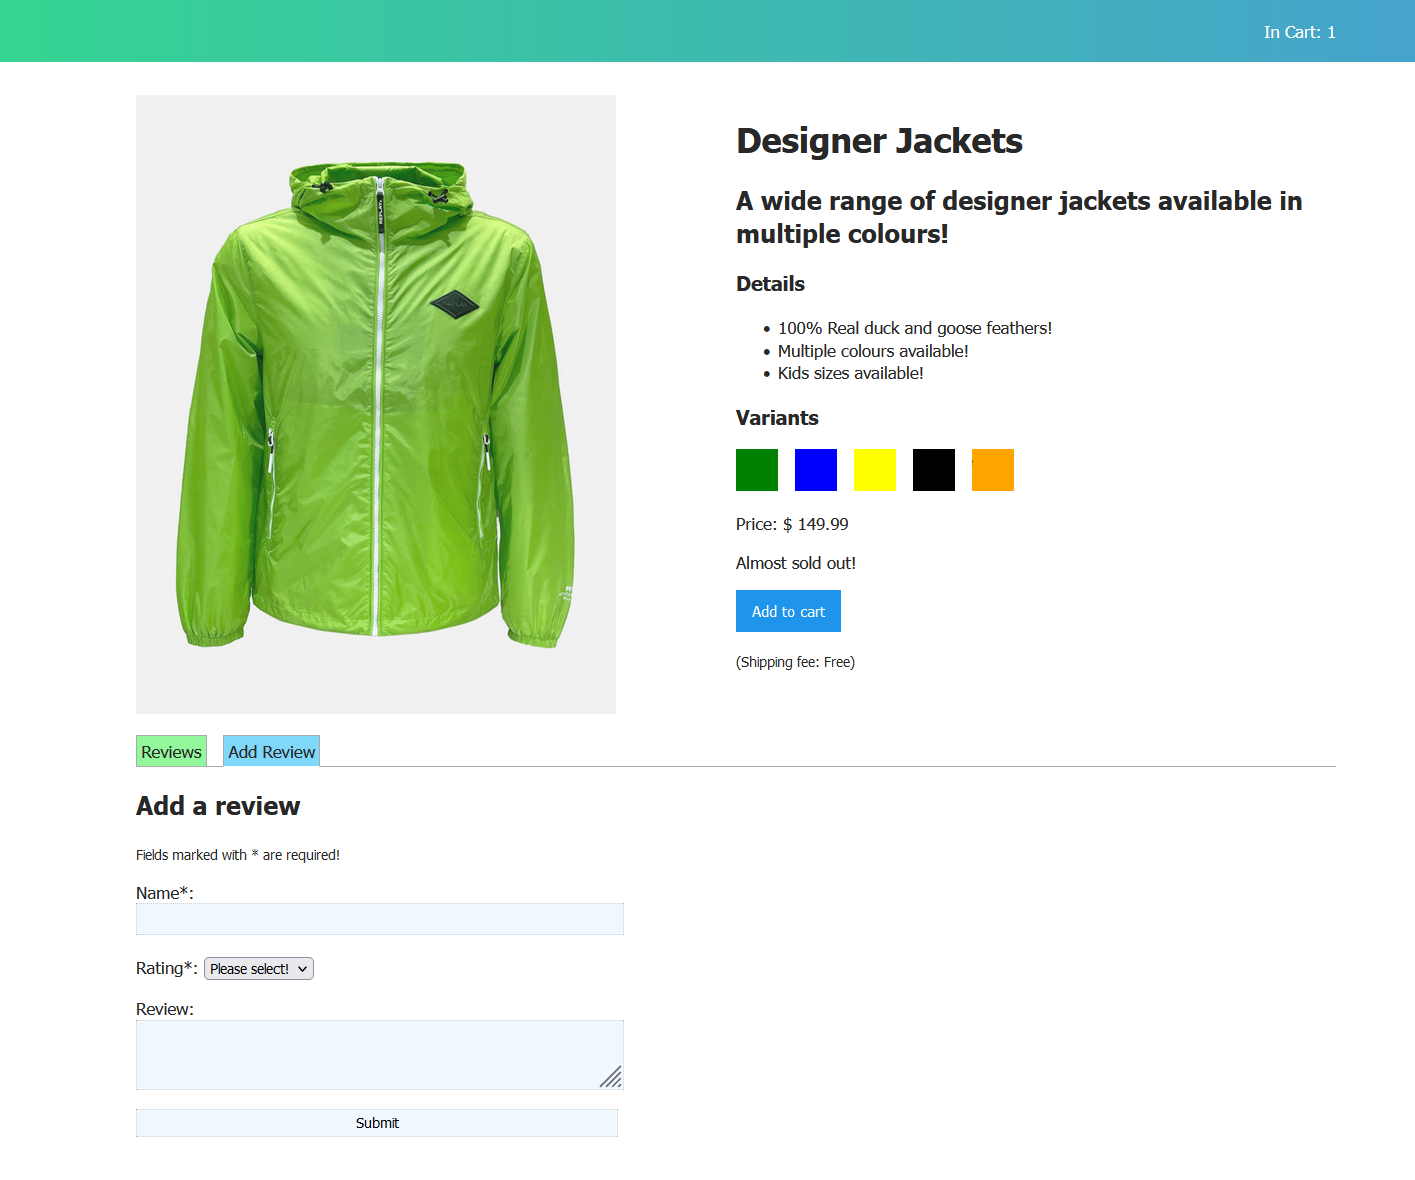 In Cart: 1
REPLAY
REPLAY
Designer Jackets
A wide range of designer jackets available in
multiple colours!
Details
• 100% Real duck and goose feathers!
• Multiple colours available!
• Kids sizes available!
Variants
Price: $ 149.99
Almost sold out!
Add to cart
(Shipping fee: Free)
Reviews
Add Review
Add a review
Fields marked with * are required!
Name*:
Rating*: Please select!
Review:
Submit